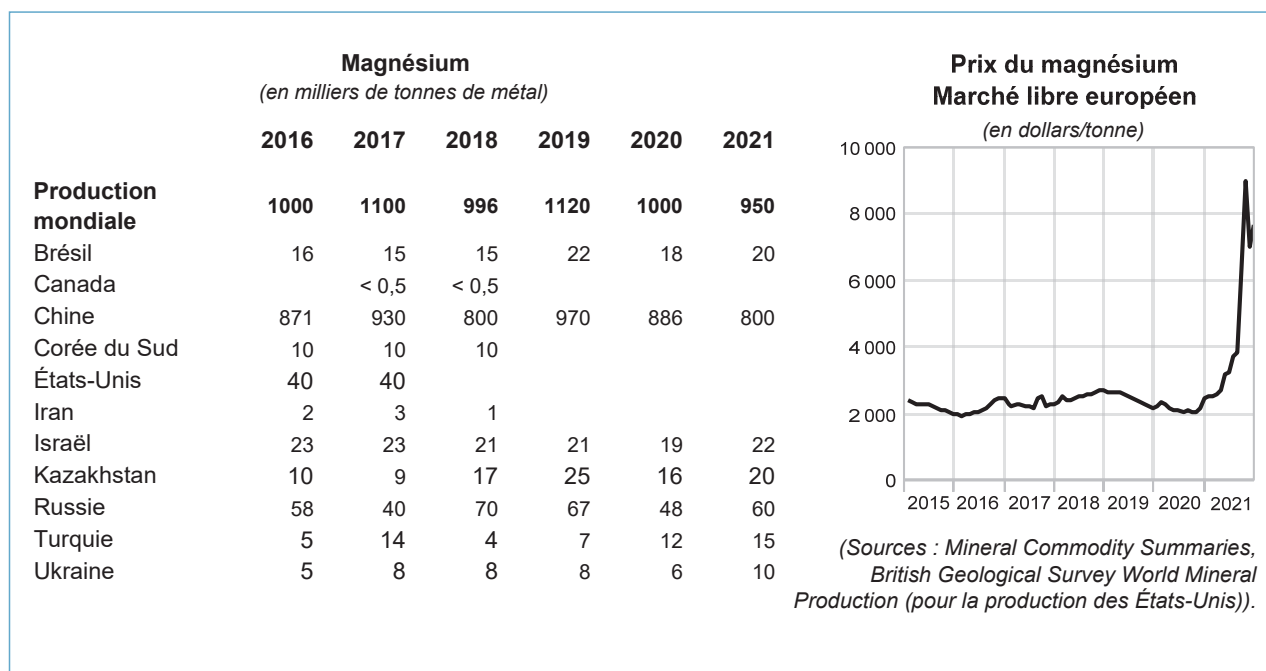 Magnésium
(en milliers de tonnes de métal)
2016 2017 2018 2019 2020 2021
Production
mondiale 1000 1100 996 1120 1000 950
Brésil 16 15 15 22 18 20
Canada < 0,5 < 0,5
Chine 871 930 800 970 886 800
Corée du Sud 10 10 10
États-Unis 40 40
Iran 2 3 1
Israël 23 23 21 21 19 22
Kazakhstan 10 9 17 25 16 20
Russie 58 40 70 67 48 60
Turquie 5 14 4 7 12 15
Ukraine 5 8 8 8 6 10
Prix du magnésium
Marché libre européen
(en dollars/tonne)
10 000
8 000
6 000
4 000
2 000
0
2015 2016 2017 2018 2019 2020 2021
(Sources : Mineral Commodity Summaries,
British Geological Survey World Mineral
Production (pour la production des États-Unis)).